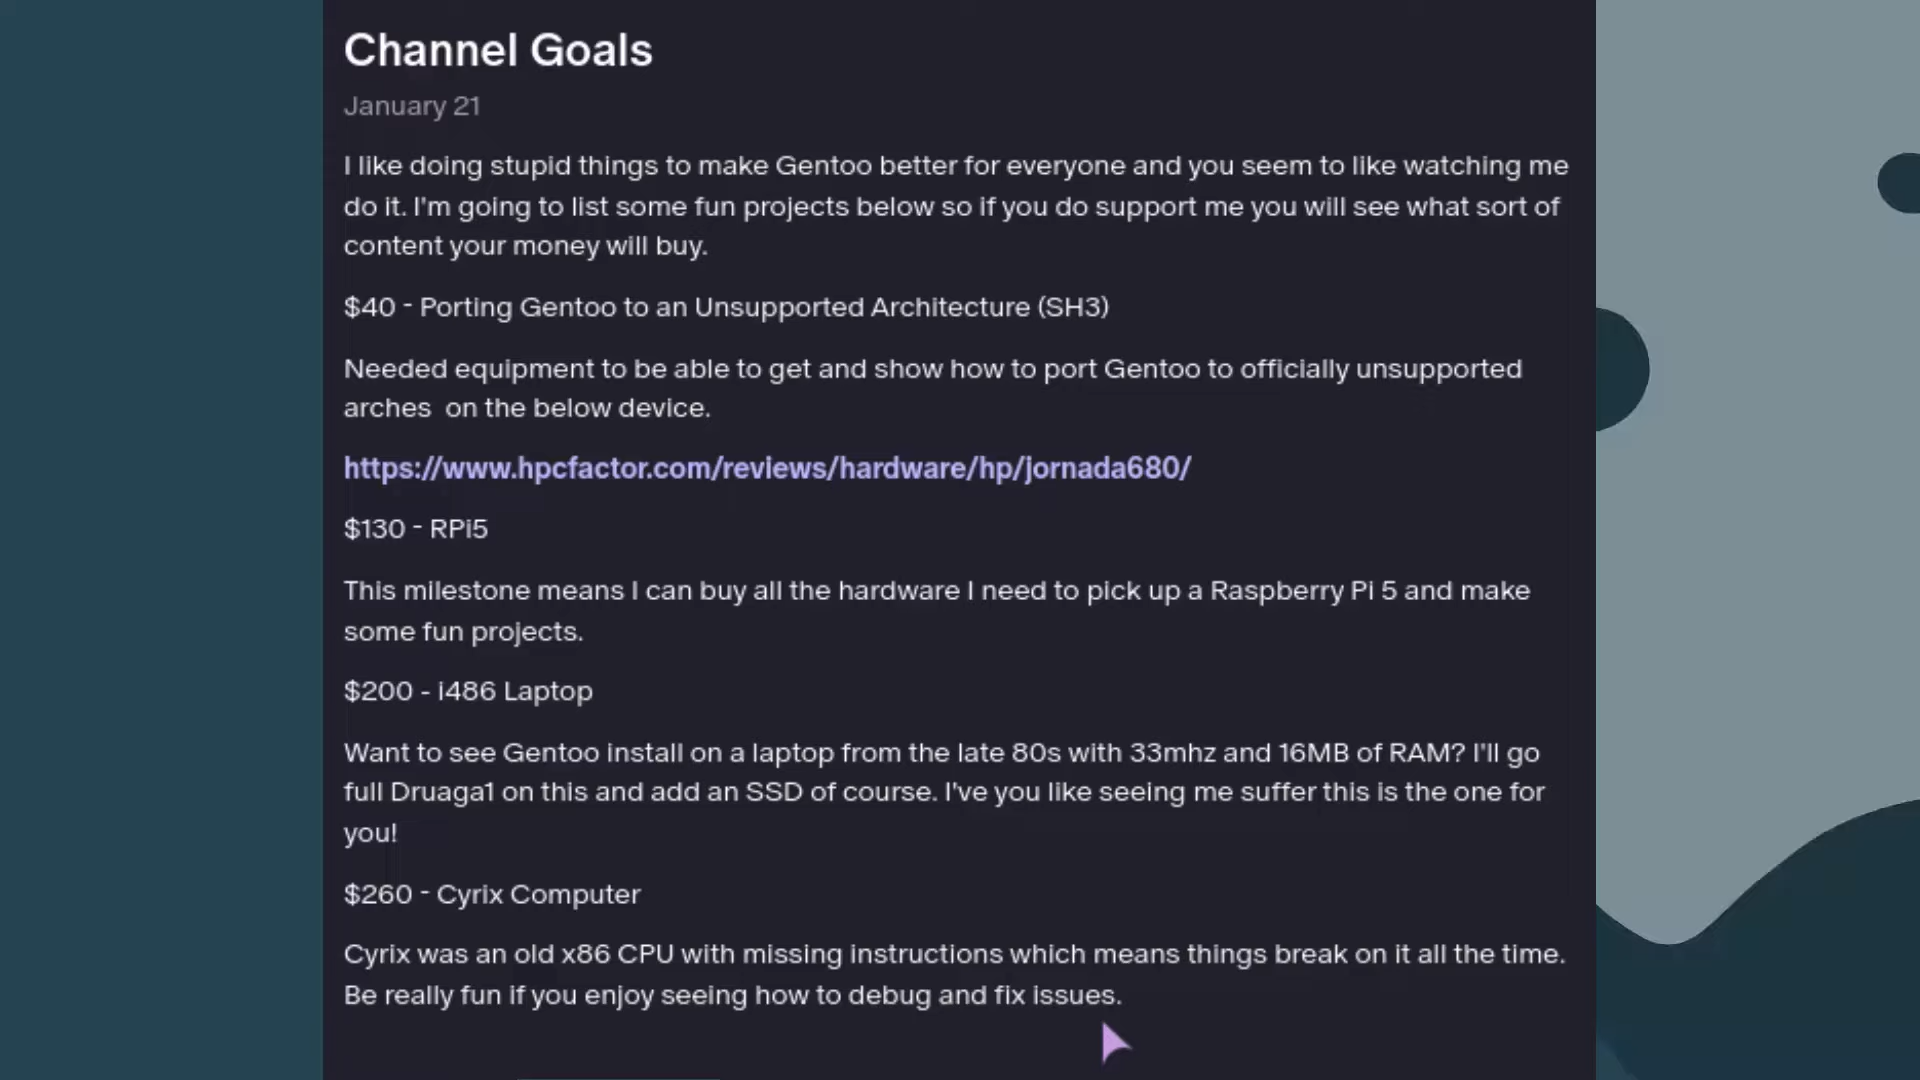 Channel Goals
January 21
I like doing stupid things to make Gentoo better for everyone and you seem to like watching me
do it. I'm going to list some fun projects below so if you do support me you will see what sort of
content your money will buy.
$40 - Porting Gentoo to an Unsupported Architecture (SH3)
Needed equipment to be able to get and show how to port Gentoo to officially unsupported
arches  on the below device.
https://www.hpcfactor.com/reviews/hardware/hp/jornada680/
$130 - RPi5
This milestone means I can buy all the hardware I need to pick up a Raspberry Pi 5 and make
some fun projects.
$200 - i486 Laptop
Want to see Gentoo install on a laptop from the late 80s with 33mhz and 16MB of RAM? I'll go
full Druaga1 on this and add an SSD of course. I've you like seeing me suffer this is the one for
you!
$260 - Cyrix Computer
Cyrix was an old x86 CPU with missing instructions which means things break on it all the time.
Be really fun if you enjoy seeing how to debug and fix issues.